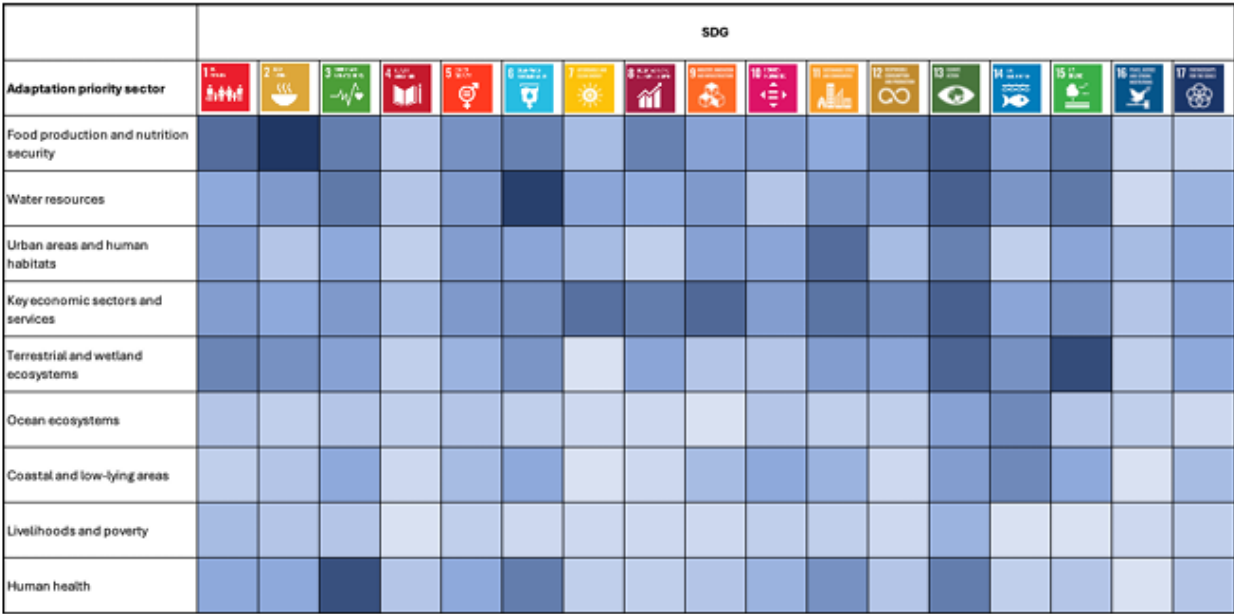 SDG
Adaptation priority sector
1
2
3
4
5
6
7
8
9
10
11
12
13
14
15
16
17
Food production and nutrition
security
Water resources
Urban areas and human
habitats
Key economic sectors and
services
Terrestrial and wetland
ecosystems
Ocean ecosystems
Coastal and low-lying areas
Livelihoods and poverty
Human health